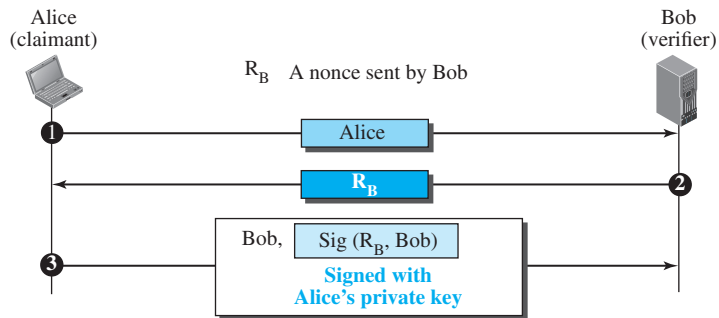 Alice
(claimant)
Bob
(verifier)
R_B A nonce sent by Bob
1
Alice
R_B
2
Bob, Sig (R_B, Bob)
3
Signed with
Alice's private key